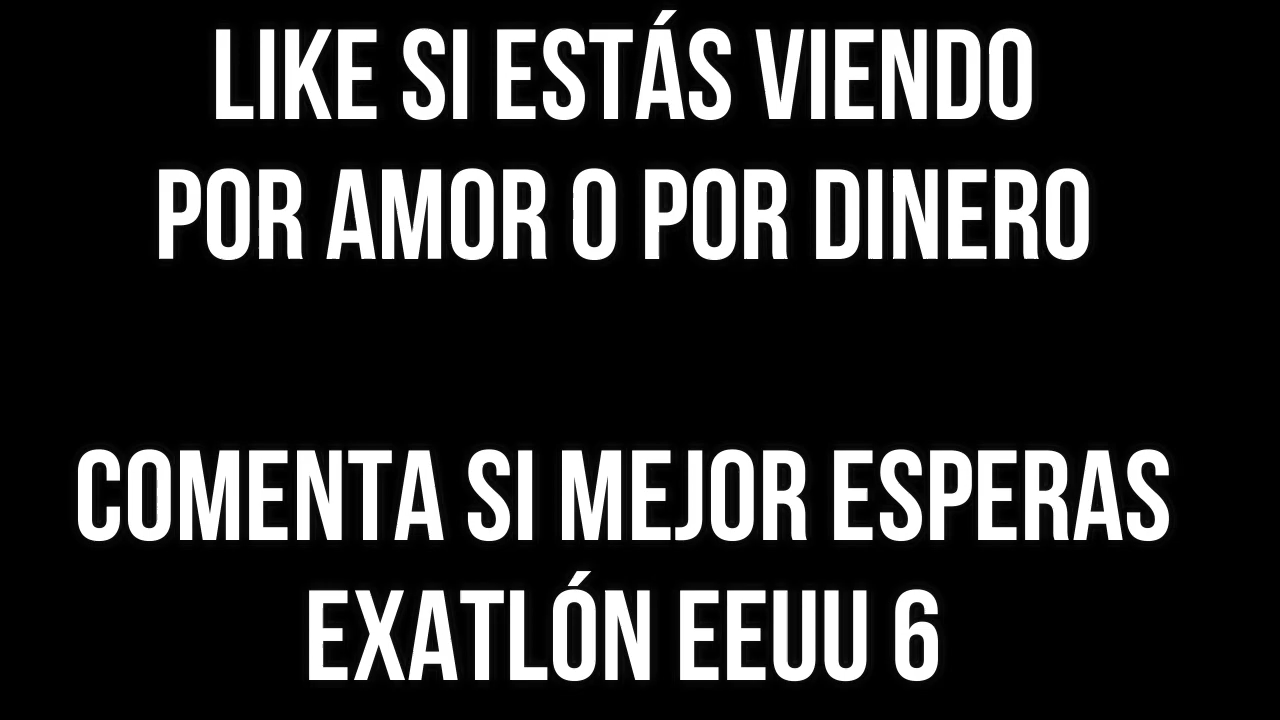 LIKE SI ESTÁS VIENDO
POR AMOR O POR DINERO
COMENTA SI MEJOR ESPERAS
EXATLÓN EEUU 6